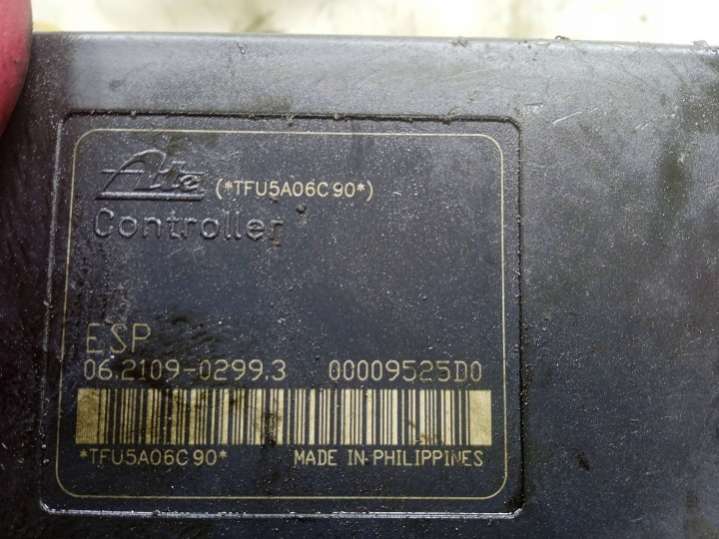 Ate (*TFU5A06C90*)
Controller
ESP
06.2109-0299.3 00009525D0
*TFU5A06C90* MADE IN PHILIPPINES